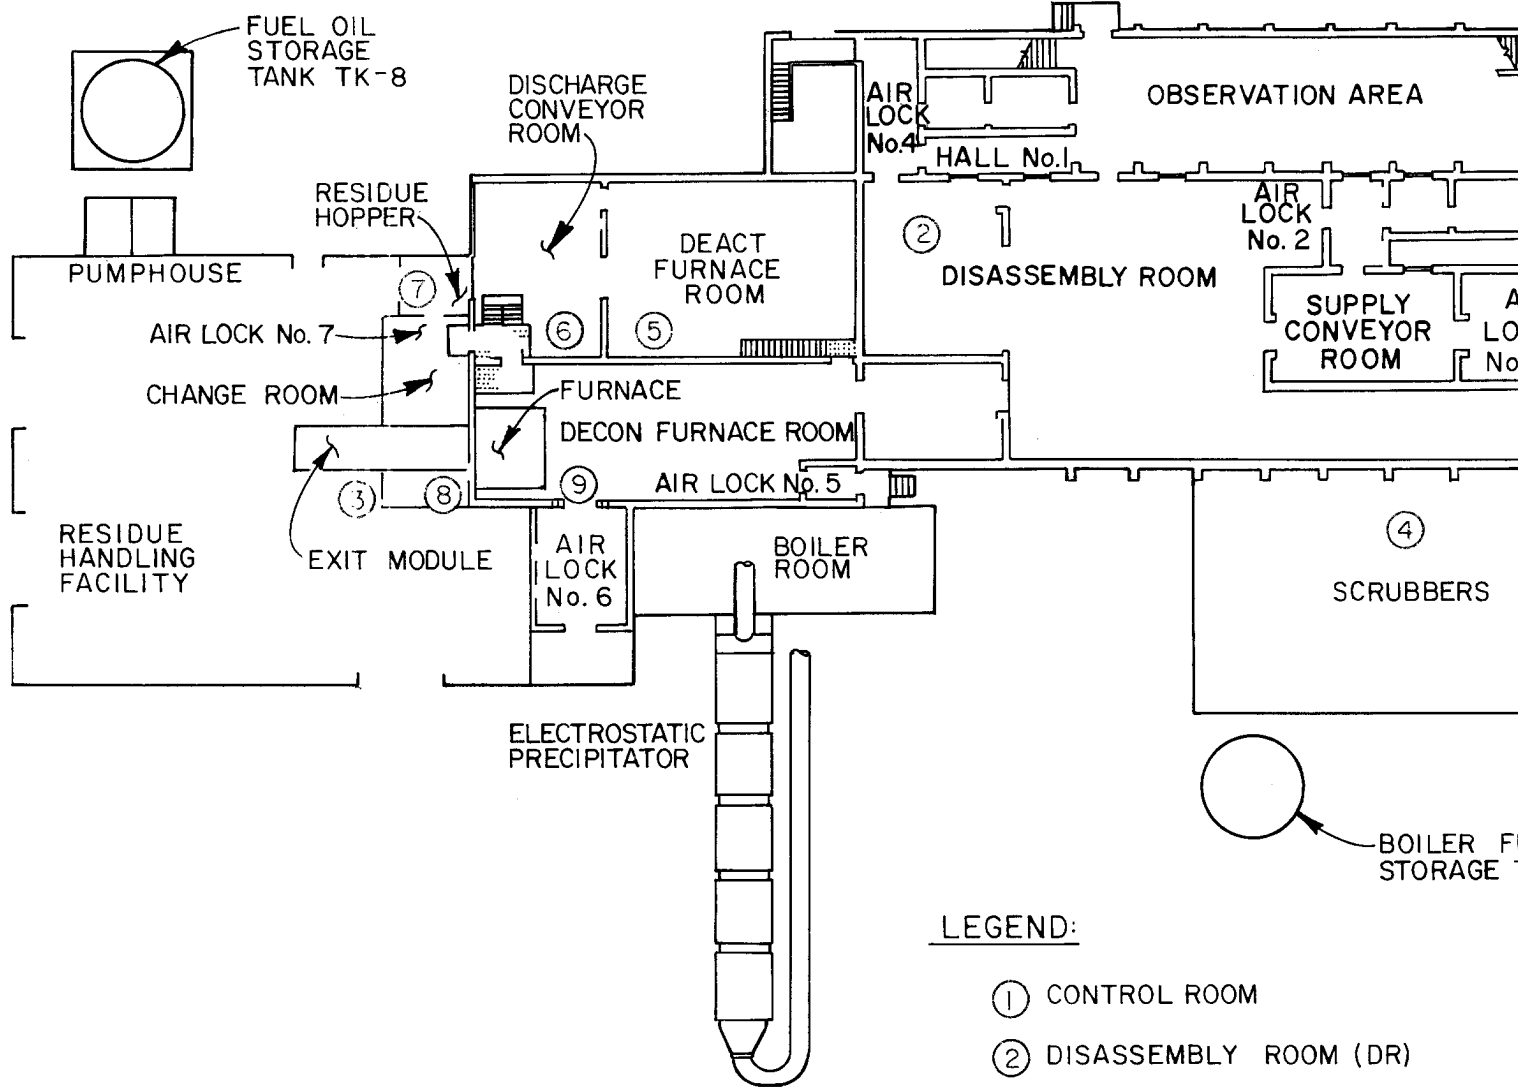 FUEL OIL
STORAGE
TANK TK-8
DISCHARGE
CONVEYOR
ROOM
AIR
LOCK
No.4
OBSERVATION AREA
HALL No.1
RESIDUE
HOPPER
AIR
LOCK
No. 2
2
DEACT
FURNACE
ROOM
DISASSEMBLY ROOM
PUMPHOUSE
7
SUPPLY
CONVEYOR
ROOM
A
LO
No
AIR LOCK No. 7
6
5
CHANGE ROOM
FURNACE
DECON FURNACE ROOM
AIR LOCK No. 5
3
8
9
4
RESIDUE
HANDLING
FACILITY
EXIT MODULE
AIR
LOCK
No. 6
BOILER
ROOM
SCRUBBERS
ELECTROSTATIC
PRECIPITATOR
BOILER F
STORAGE
LEGEND:
1 CONTROL ROOM
2 DISASSEMBLY ROOM (DR)